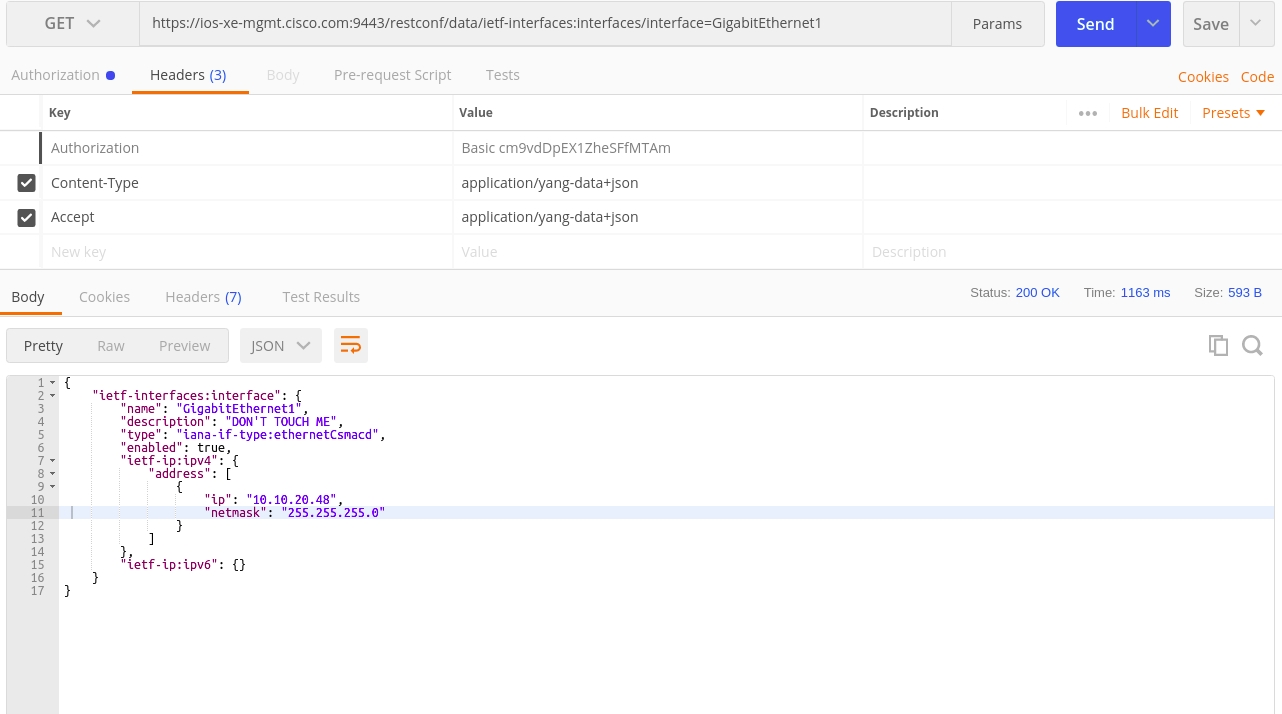 GET https://ios-xe-mgmt.cisco.com:9443/restconf/data/ietf-interfaces:interfaces/interface=GigabitEthernet1 Params Send Save
Authorization Headers (3) Body Pre-request Script Tests Cookies Code
Key Value Description ••• Bulk Edit Presets
Authorization Basic cm9vdDpEX1ZheSFfMTAm
Content-Type application/yang-data+json
Accept application/yang-data+json
New key Value Description
Body Cookies Headers (7) Test Results Status: 200 OK Time: 1163 ms Size: 593 B
Pretty Raw Preview JSON
1 {
2 "ietf-interfaces:interface": {
3 "name": "GigabitEthernet1",
4 "description": "DON'T TOUCH ME",
5 "type": "iana-if-type:ethernetCsmacd",
6 "enabled": true,
7 "ietf-ip:ipv4": {
8 "address": [
9 {
10 "ip": "10.10.20.48",
11 "netmask": "255.255.255.0"
12 }
13 ]
14 },
15 "ietf-ip:ipv6": {}
16 }
17 }